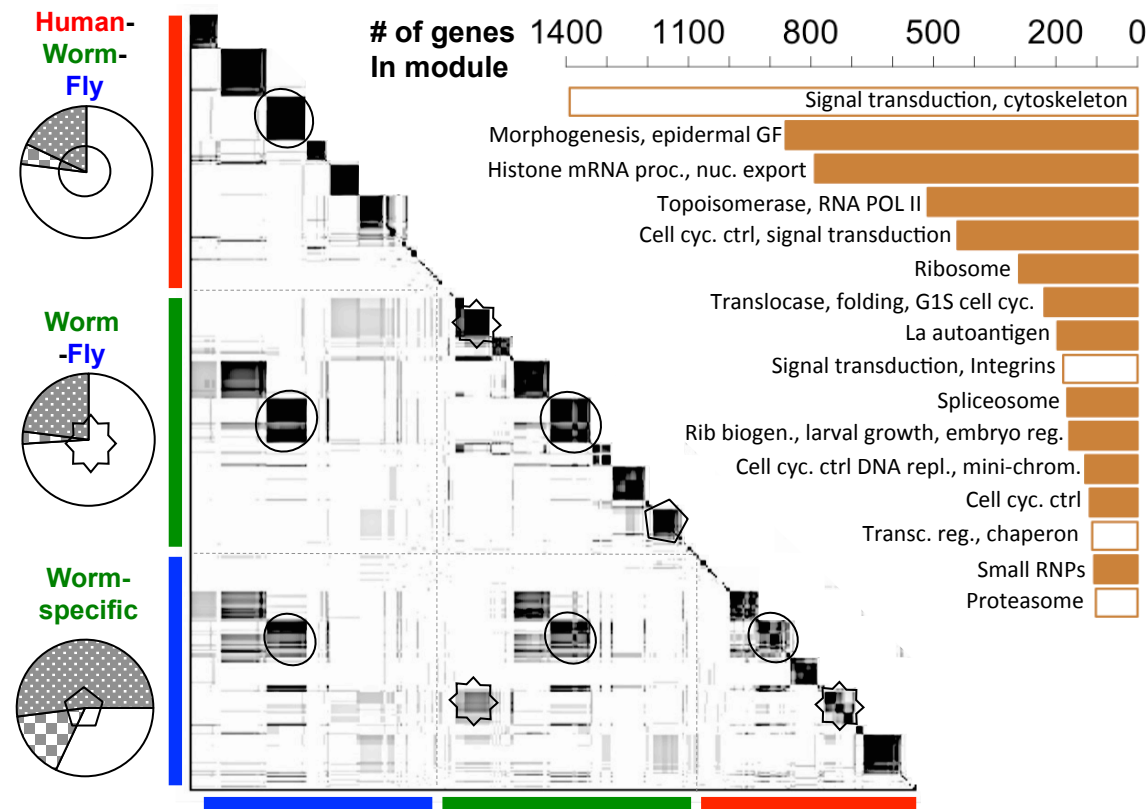 Human-
Worm-
Fly
Worm
-Fly
Worm-
specific
# of genes
In module
1400 1100 800 500 200 0
Signal transduction, cytoskeleton
Morphogenesis, epidermal GF
Histone mRNA proc., nuc. export
Topoisomerase, RNA POL II
Cell cyc. ctrl, signal transduction
Ribosome
Translocase, folding, G1S cell cyc.
La autoantigen
Signal transduction, Integrins
Spliceosome
Rib biogen., larval growth, embryo reg.
Cell cyc. ctrl DNA repl., mini-chrom.
Cell cyc. ctrl
Transc. reg., chaperon
Small RNPs
Proteasome